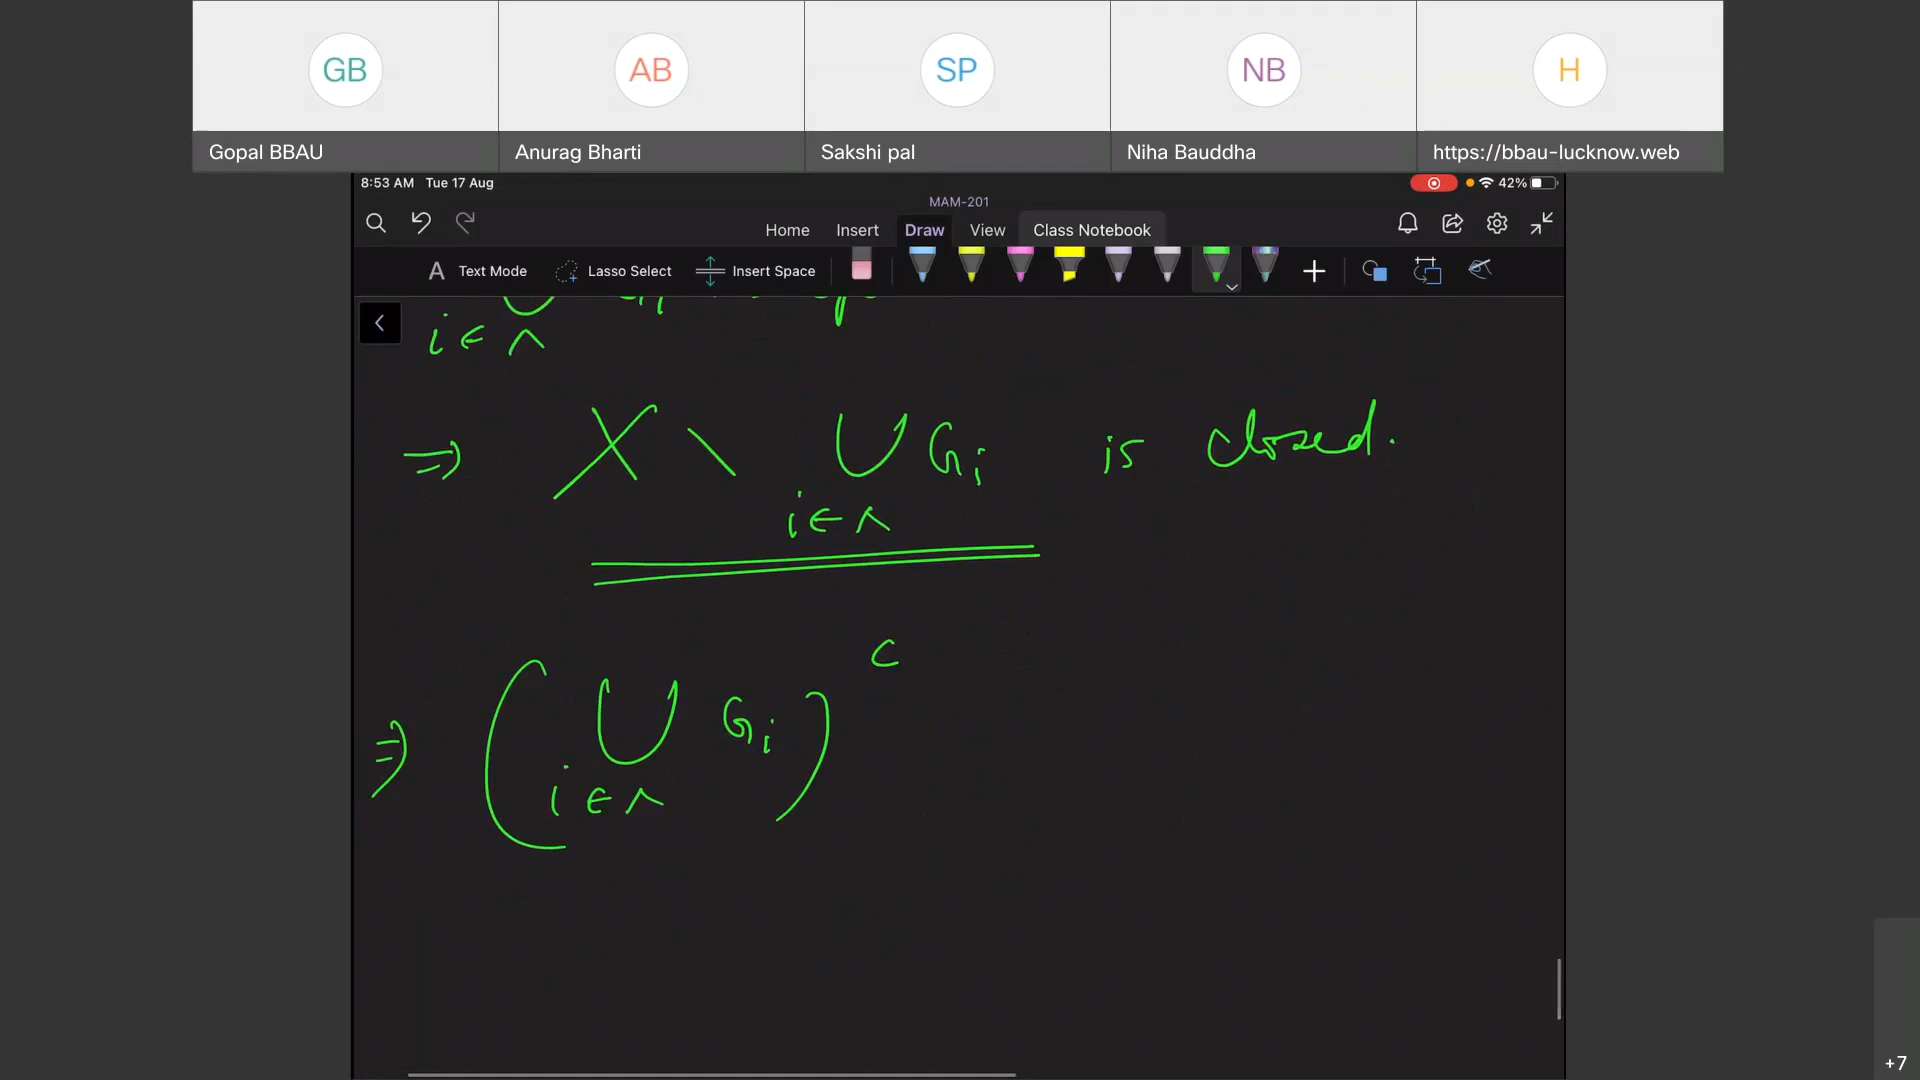 GB AB SP NB H
Gopal BBAU Anurag Bharti Sakshi pal Niha Bauddha https://bbau-lucknow.web
8:53 AM Tue 17 Aug 42%
MAM-201
Home Insert Draw View Class Notebook
A Text Mode Lasso Select Insert Space
i ∈ Λ
⇒ X \ ∪ Gi is closed.
i ∈ Λ
c
⇒ ( ∪ Gi )
i ∈ Λ
+7